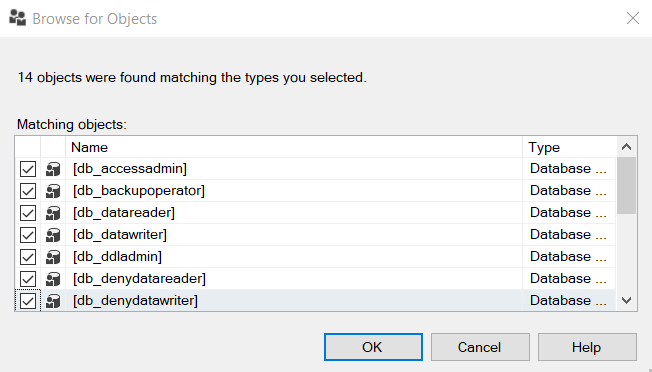 Browse for Objects
14 objects were found matching the types you selected.
Matching objects:
Name Type
[db_accessadmin] Database ...
[db_backupoperator] Database ...
[db_datareader] Database ...
[db_datawriter] Database ...
[db_ddladmin] Database ...
[db_denydatareader] Database ...
[db_denydatawriter] Database ...
OK Cancel Help